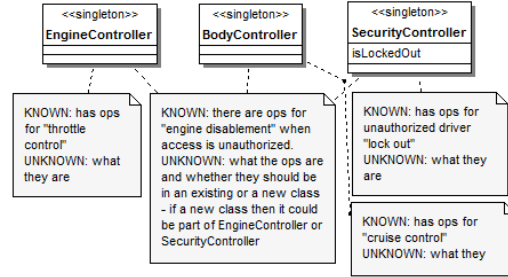 <<singleton>>
EngineController
<<singleton>>
BodyController
<<singleton>>
SecurityController
isLockedOut
KNOWN: has ops
for "throttle
control"
UNKNOWN: what
they are
KNOWN: there are ops for
"engine disablement" when
access is unauthorized.
UNKNOWN: what the ops are
and whether they should be
in an existing or a new class
- if a new class then it could
be part of EngineController or
SecurityController
KNOWN: has ops for
unauthorized driver
"lock out"
UNKNOWN: what they
are
KNOWN: has ops for
"cruise control"
UNKNOWN: what they